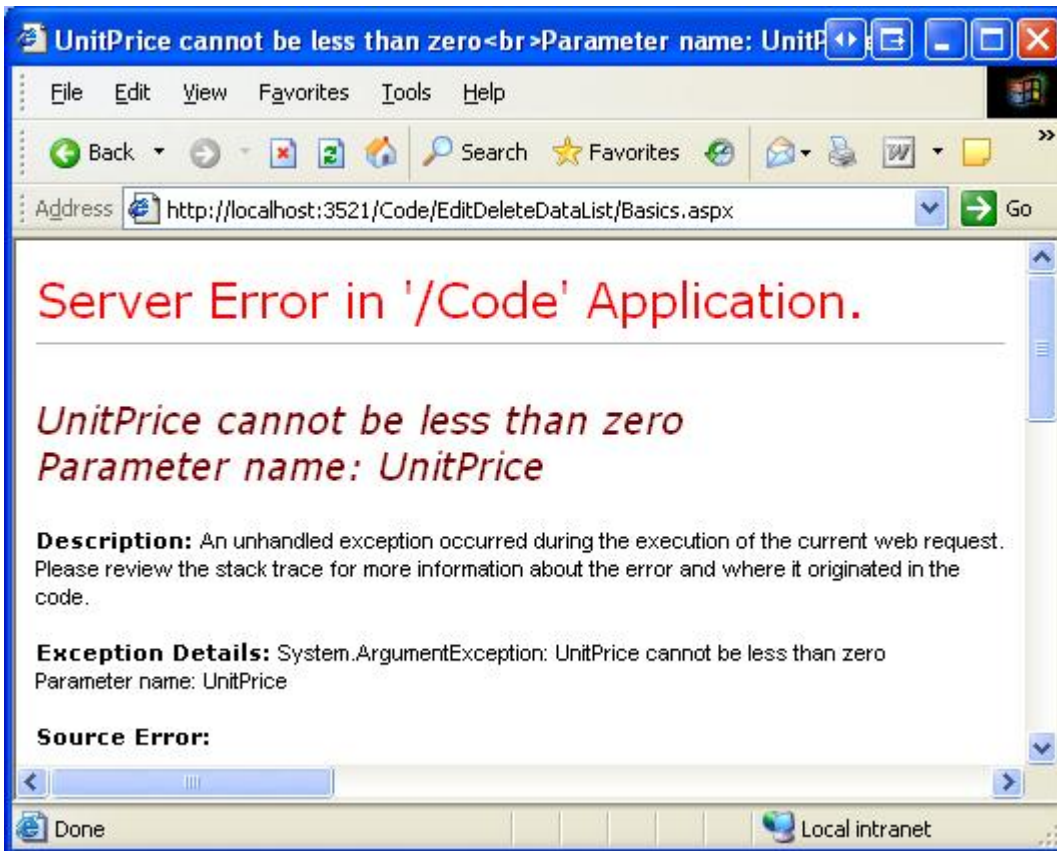 UnitPrice cannot be less than zero<br>Parameter name: UnitP
File Edit View Favorites Tools Help
Back Search Favorites
Address http://localhost:3521/Code/EditDeleteDataList/Basics.aspx Go
Server Error in '/Code' Application.
UnitPrice cannot be less than zero
Parameter name: UnitPrice
Description: An unhandled exception occurred during the execution of the current web request.
Please review the stack trace for more information about the error and where it originated in the
code.
Exception Details: System.ArgumentException: UnitPrice cannot be less than zero
Parameter name: UnitPrice
Source Error:
Done Local intranet